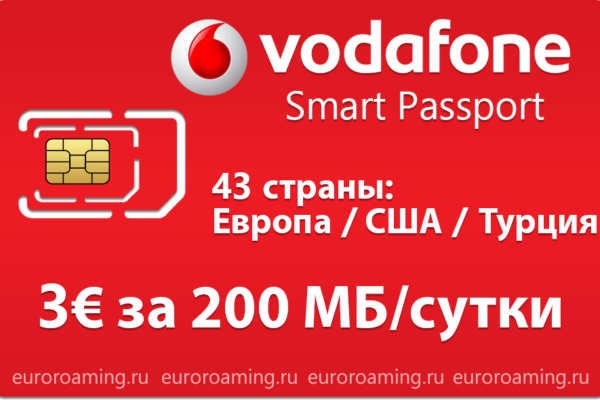 vodafone
Smart Passport
43 страны:
Европа / США / Турция
3€ за 200 МБ/сутки
euroroaming.ru euroroaming.ru euroroaming.ru euroroaming.ru